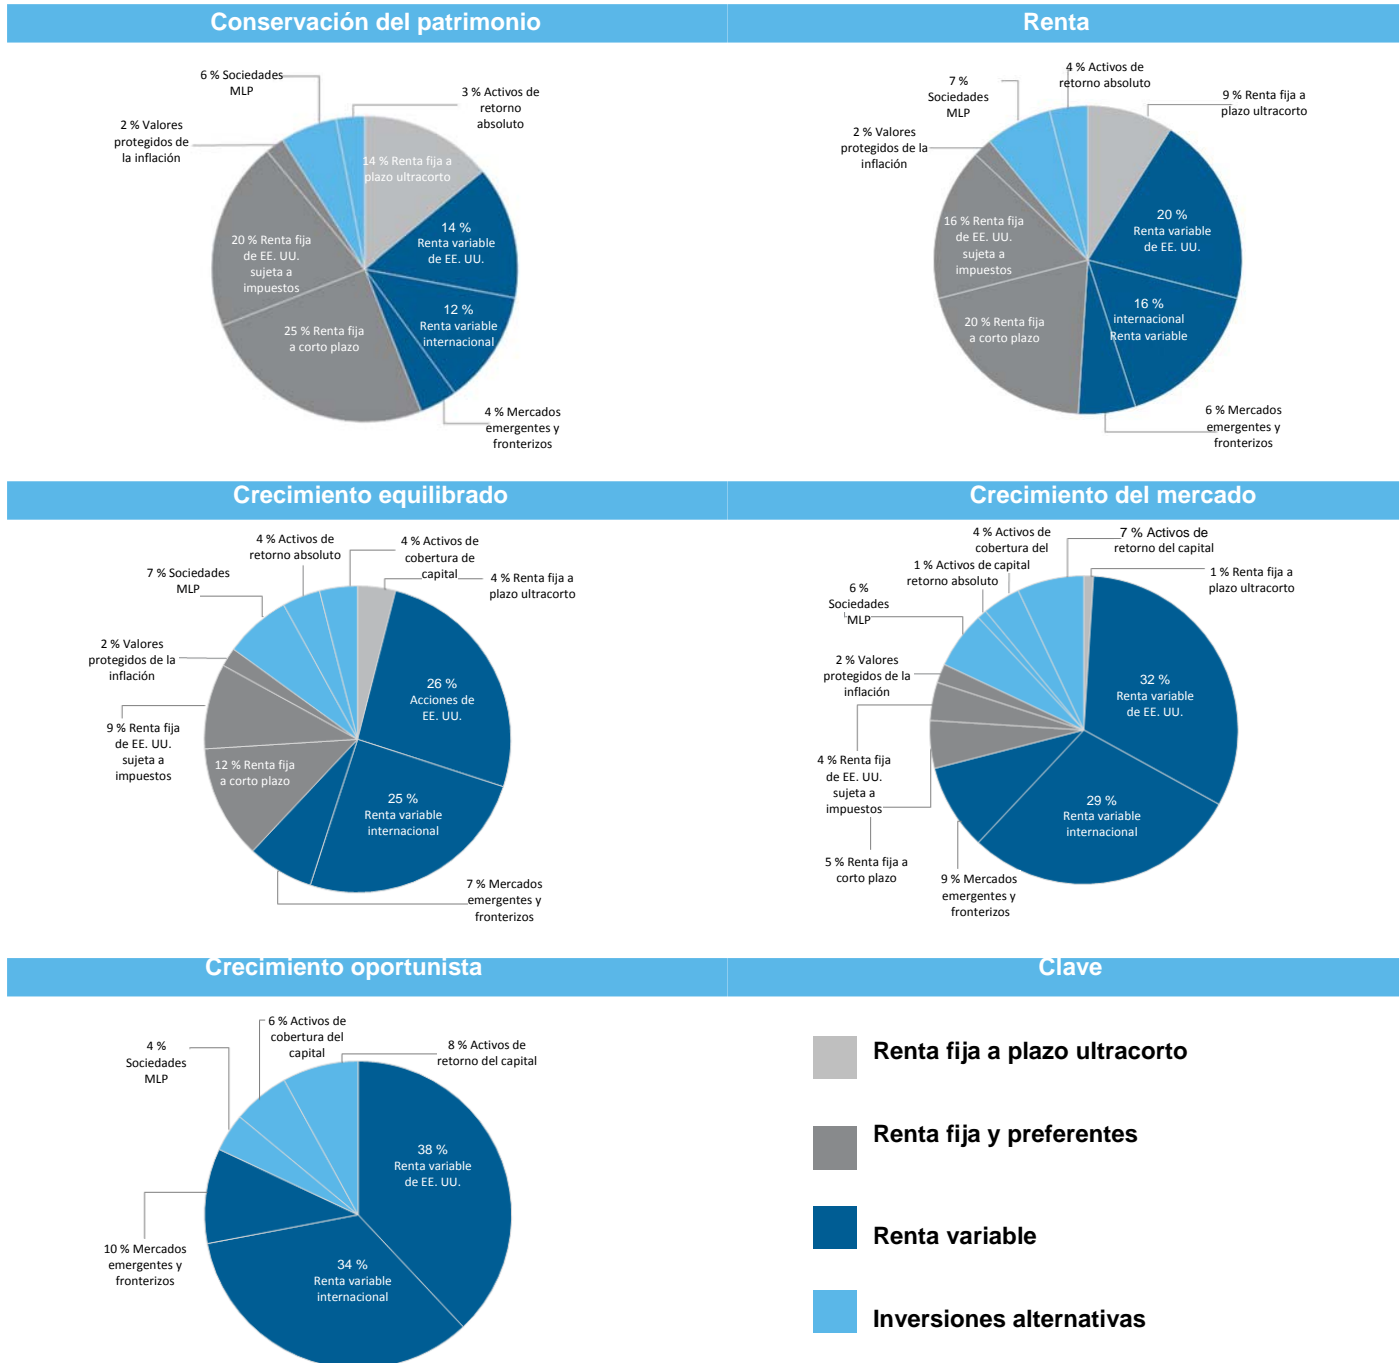 Conservación del patrimonio
6 % Sociedades
MLP
3 % Activos de
retorno
absoluto
2 % Valores
protegidos de
la inflación
14 % Renta fija a
plazo ultracorto
14 %
Renta variable
de EE. UU.
20 % Renta fija
de EE. UU.
sujeta a
impuestos
12 %
Renta variable
internacional
25 % Renta fija
a corto plazo
4 % Mercados
emergentes y
fronterizos
Renta
4 % Activos de
retorno absoluto
7 %
Sociedades
MLP
9 % Renta fija a
plazo ultracorto
2 % Valores
protegidos de la
inflación
20 %
Renta variable
de EE. UU.
16 % Renta fija
de EE. UU.
sujeta a
impuestos
16 %
internacional
Renta variable
20 % Renta fija
a corto plazo
6 % Mercados
emergentes y
fronterizos
Crecimiento equilibrado
4 % Activos de
retorno absoluto
4 % Activos de
cobertura de
capital
7 % Sociedades
MLP
4 % Renta fija a
plazo ultracorto
2 % Valores
protegidos de la
inflación
26 %
Acciones de
EE. UU.
9 % Renta fija
de EE. UU.
sujeta a
impuestos
12 % Renta fija
a corto plazo
25 %
Renta variable
internacional
7 % Mercados
emergentes y
fronterizos
Crecimiento del mercado
4 % Activos de
cobertura del
7 % Activos de
retorno del capital
1 % Activos de capital
retorno absoluto
1 % Renta fija a
plazo ultracorto
6 %
Sociedades
MLP
2 % Valores
protegidos de la
inflación
32 %
Renta variable
de EE. UU.
4 % Renta fija
de EE. UU.
sujeta a
impuestos
29 %
Renta variable
internacional
5 % Renta fija a
corto plazo
9 % Mercados
emergentes y
fronterizos
Crecimiento oportunista
6 % Activos de
cobertura del
capital
4 %
Sociedades
MLP
8 % Activos de
retorno del capital
38 %
Renta variable
de EE. UU.
10 % Mercados
emergentes y
fronterizos
34 %
Renta variable
internacional
Clave
Renta fija a plazo ultracorto
Renta fija y preferentes
Renta variable
Inversiones alternativas